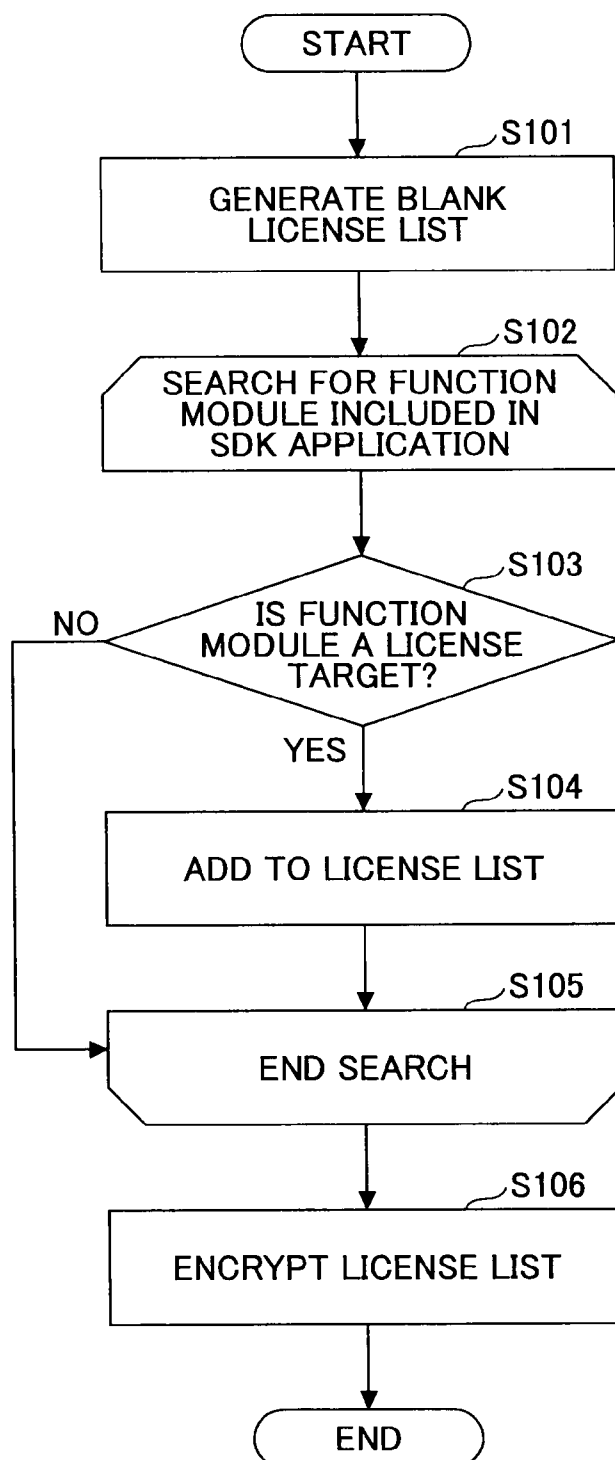 START
S101
GENERATE BLANK
LICENSE LIST
S102
SEARCH FOR FUNCTION
MODULE INCLUDED IN
SDK APPLICATION
S103
IS FUNCTION
MODULE A LICENSE
TARGET?
NO
YES
S104
ADD TO LICENSE LIST
S105
END SEARCH
S106
ENCRYPT LICENSE LIST
END